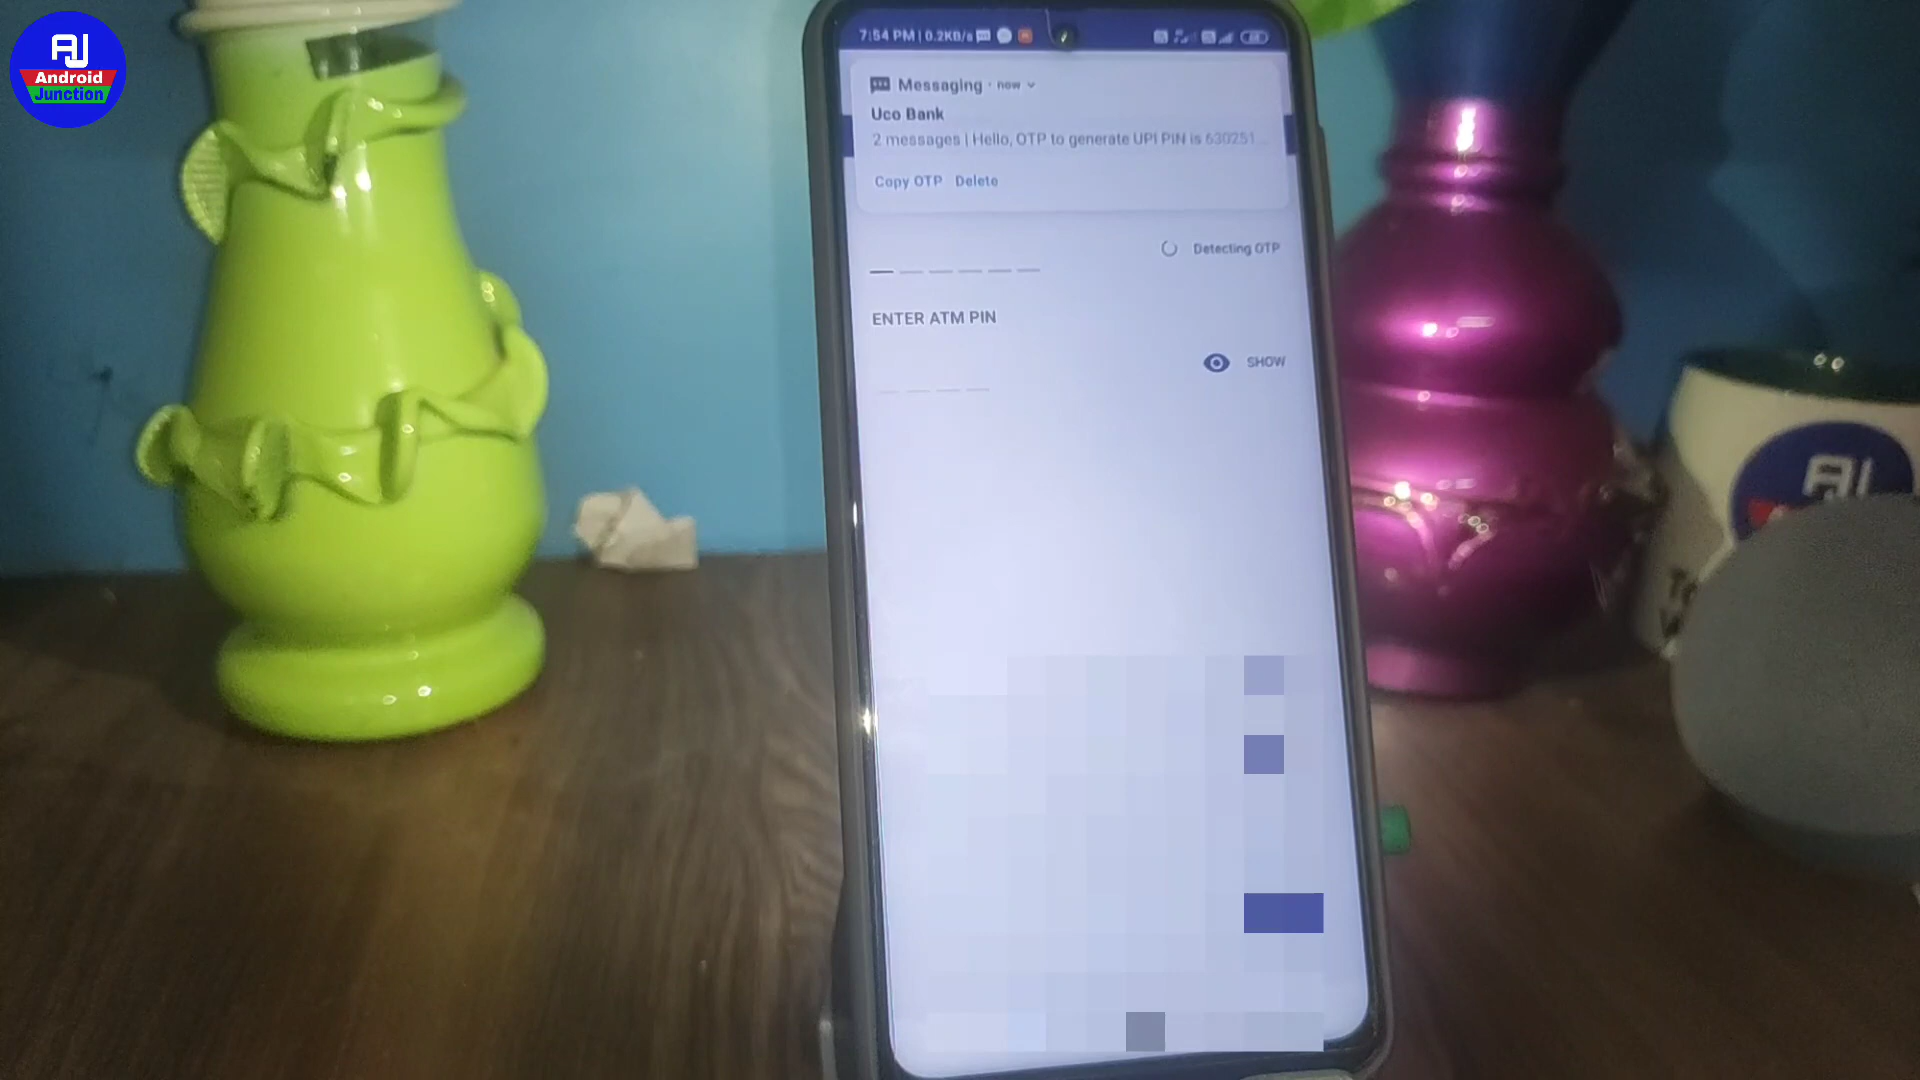 AJ
Android
Junction
7:54 PM | 0.2KB/s
Messaging · now
Uco Bank
2 messages | Hello, OTP to generate UPI PIN is 630251...
Copy OTP Delete
Detecting OTP
ENTER ATM PIN
SHOW
AJ